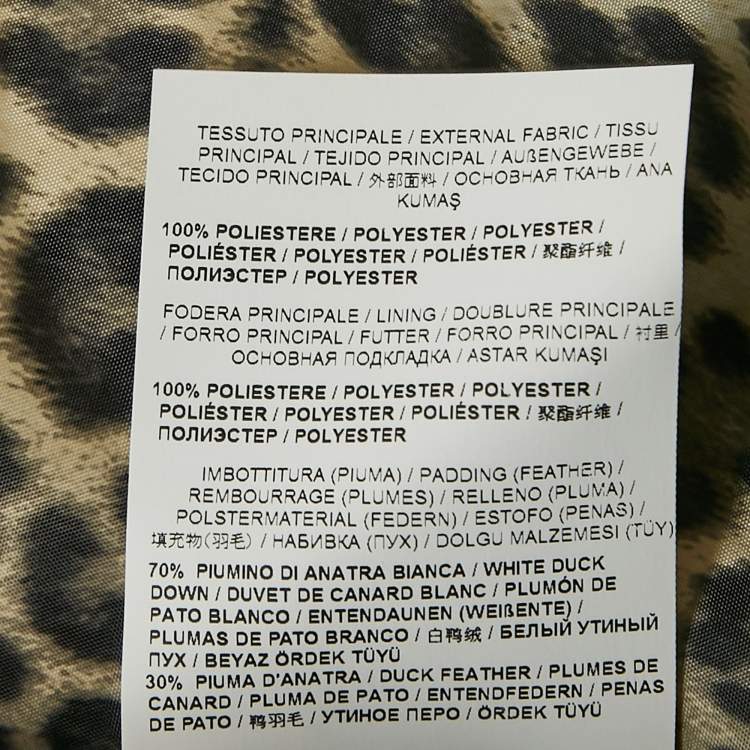 TESSUTO PRINCIPALE / EXTERNAL FABRIC / TISSU
PRINCIPAL / TEJIDO PRINCIPAL / AUßENGEWEBE /
TECIDO PRINCIPAL / 外部面料 / ОСНОВНАЯ ТКАНЬ / ANA
KUMAŞ
100% POLIESTERE / POLYESTER / POLYESTER /
POLIÉSTER / POLYESTER / POLIÉSTER / 聚酯纤维 /
ПОЛИЭСТЕР / POLYESTER
FODERA PRINCIPALE / LINING / DOUBLURE PRINCIPALE
/ FORRO PRINCIPAL / FUTTER / FORRO PRINCIPAL / 衬里 /
ОСНОВНАЯ ПОДКЛАДКА / ASTAR KUMAŞI
100% POLIESTERE / POLYESTER / POLYESTER /
POLIÉSTER / POLYESTER / POLIÉSTER / 聚酯纤维 /
ПОЛИЭСТЕР / POLYESTER
IMBOTTITURA (PIUMA) / PADDING (FEATHER) /
REMBOURRAGE (PLUMES) / RELLENO (PLUMA) /
POLSTERMATERIAL (FEDERN) / ESTOFO (PENAS) /
填充物(羽毛) / НАБИВКА (ПУХ) / DOLGU MALZEMESI (TÜY)
70% PIUMINO DI ANATRA BIANCA / WHITE DUCK
DOWN / DUVET DE CANARD BLANC / PLUMÓN DE
PATO BLANCO / ENTENDAUNEN (WEIßENTE) /
PLUMAS DE PATO BRANCO / 白鸭绒 / БЕЛЫЙ УТИНЫЙ
ПУХ / BEYAZ ÖRDEK TÜYÜ
30% PIUMA D'ANATRA / DUCK FEATHER / PLUMES DE
CANARD / PLUMA DE PATO / ENTENDFEDERN / PENAS
DE PATO / 鸭羽毛 / УТИНОЕ ПЕРО / ÖRDEK TÜYÜ